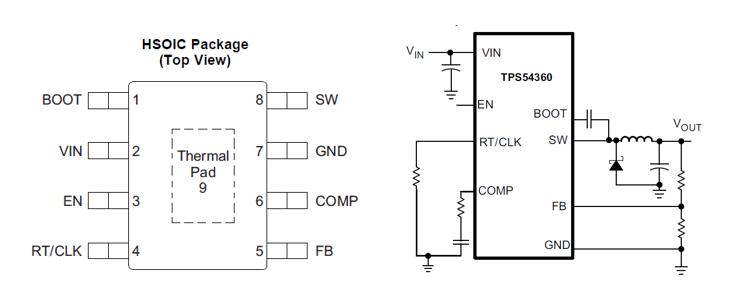 HSOIC Package
(Top View)
BOOT 1 8 SW
VIN 2 7 GND
Thermal
Pad
9
EN 3 6 COMP
RT/CLK 4 5 FB
VIN
VIN
TPS54360
EN
BOOT
VOUT
RT/CLK
SW
COMP
FB
GND